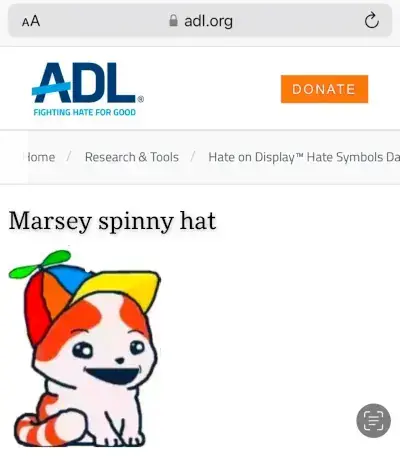 AA adl.org
ADL®
FIGHTING HATE FOR GOOD
DONATE
Home / Research & Tools / Hate on Display™ Hate Symbols Da
Marsey spinny hat